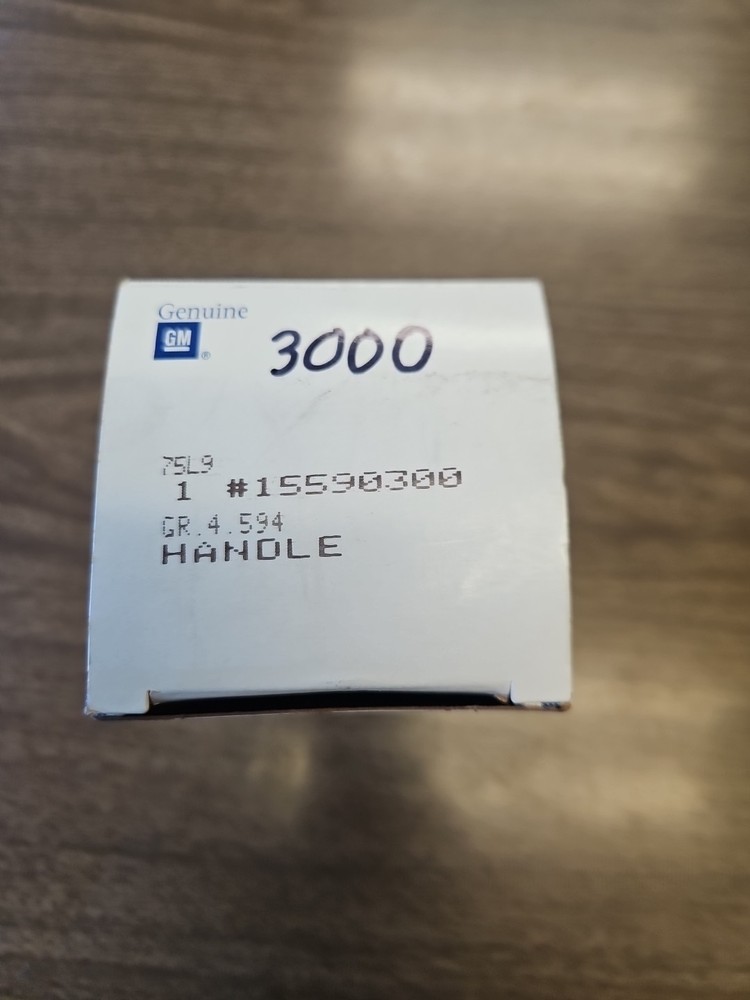 Genuine
GM ®
3000
75L9
1 #15590300
GR.4.594
HANDLE